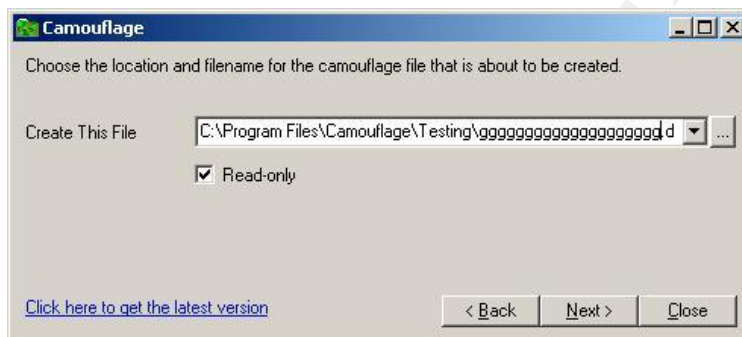 Camouflage
Choose the location and filename for the camouflage file that is about to be created.
Create This File
C:\Program Files\Camouflage\Testing\gggggggggggggggggggg.d
...
Read-only
Click here to get the latest version
< Back
Next >
Close